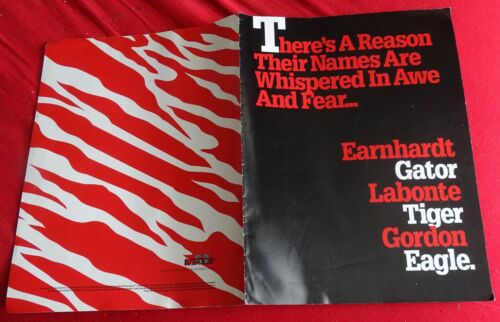 There's A Reason
Their Names Are
Whispered In Awe
And Fear...
Earnhardt
Gator
Labonte
Tiger
Gordon
Eagle.